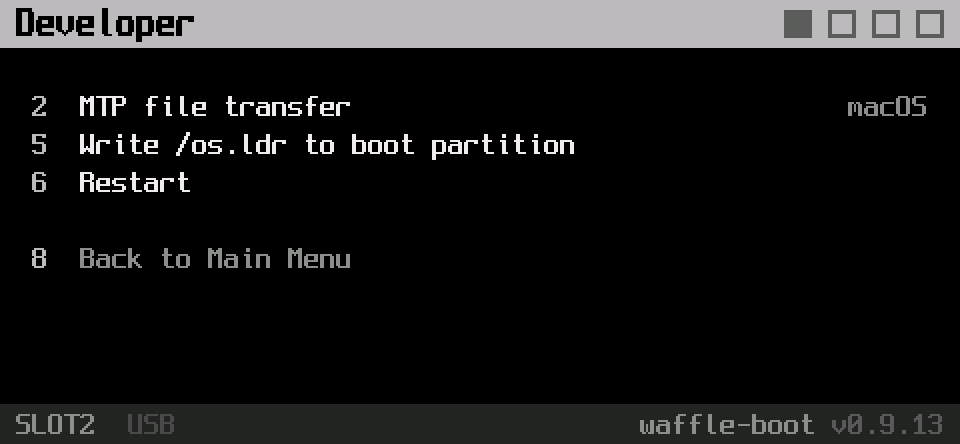 Developer
2 MTP file transfer macOS
5 Write /os.ldr to boot partition
6 Restart
8 Back to Main Menu
SLOT2 USB waffle-boot v0.9.13